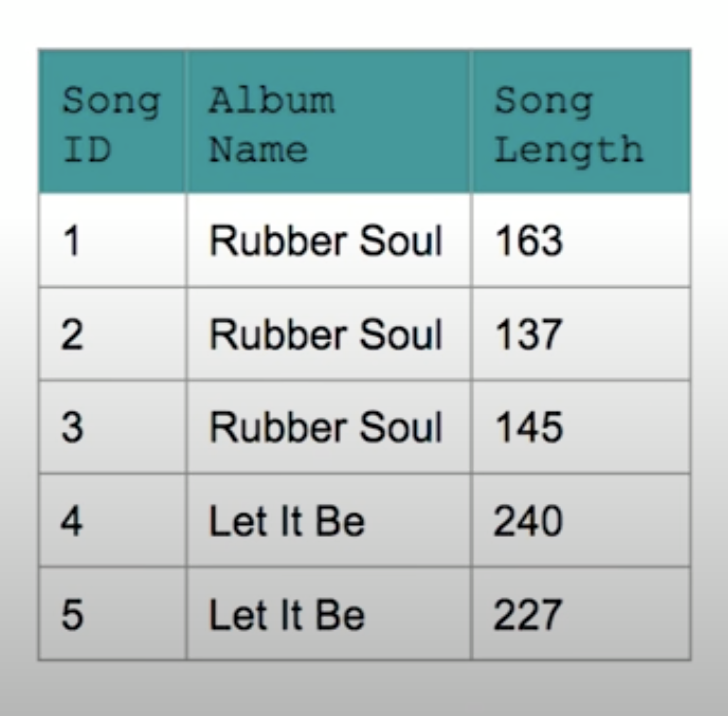 Song ID Album Name Song Length
1 Rubber Soul 163
2 Rubber Soul 137
3 Rubber Soul 145
4 Let It Be 240
5 Let It Be 227